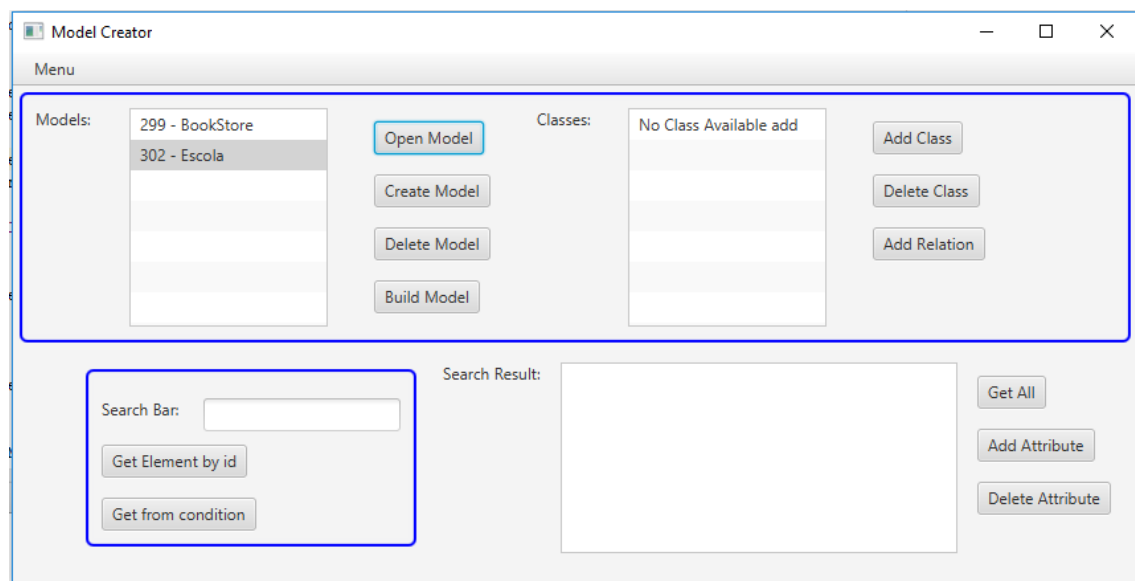 Model Creator
Menu
Models:
299 - BookStore
302 - Escola
Open Model
Create Model
Delete Model
Build Model
Classes:
No Class Available add
Add Class
Delete Class
Add Relation
Search Bar:
Get Element by id
Get from condition
Search Result:
Get All
Add Attribute
Delete Attribute